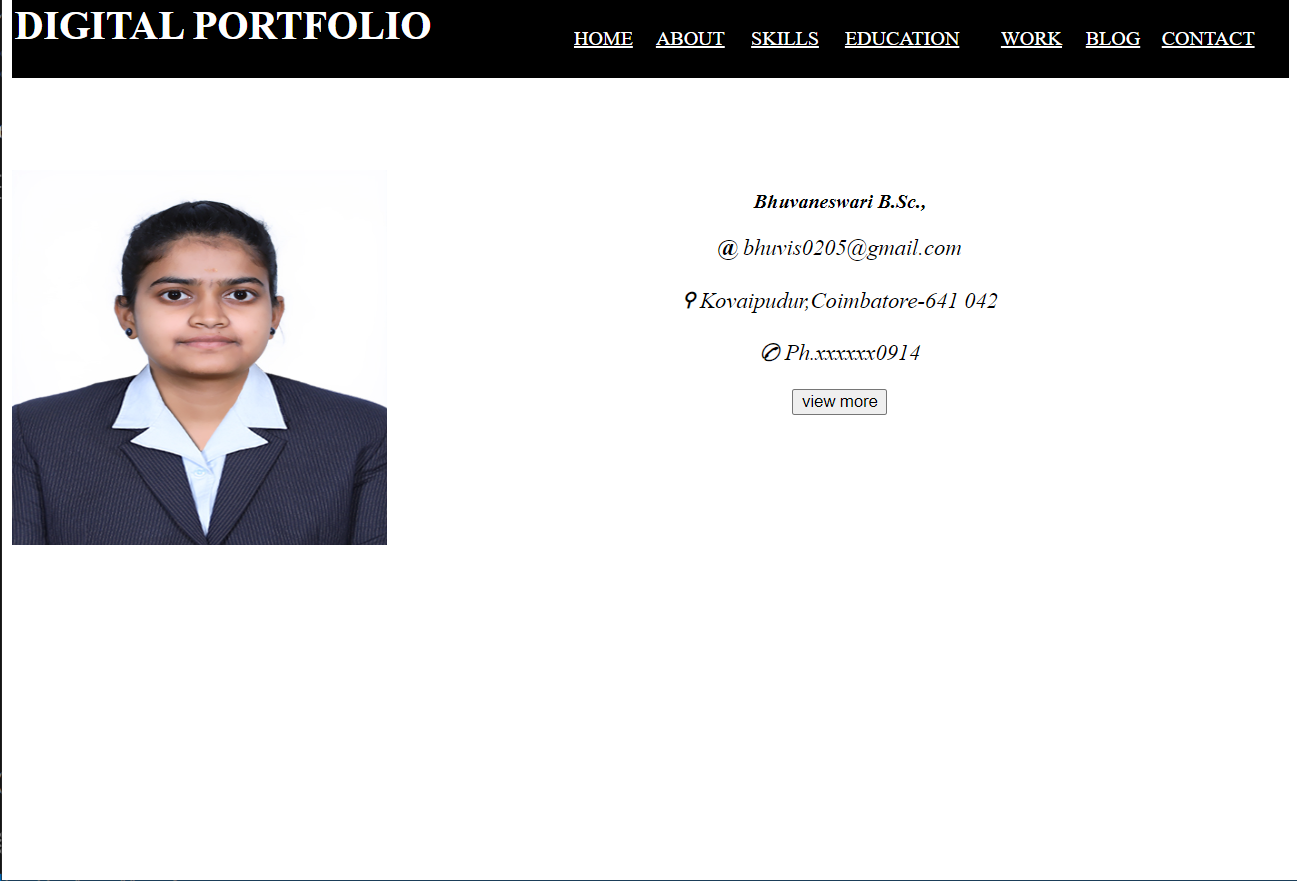 DIGITAL PORTFOLIO
HOME ABOUT SKILLS EDUCATION WORK BLOG CONTACT
Bhuvaneswari B.Sc.,
@ bhuvis0205@gmail.com
⚲ Kovaipudur,Coimbatore-641 042
✆ Ph.xxxxxx0914
view more